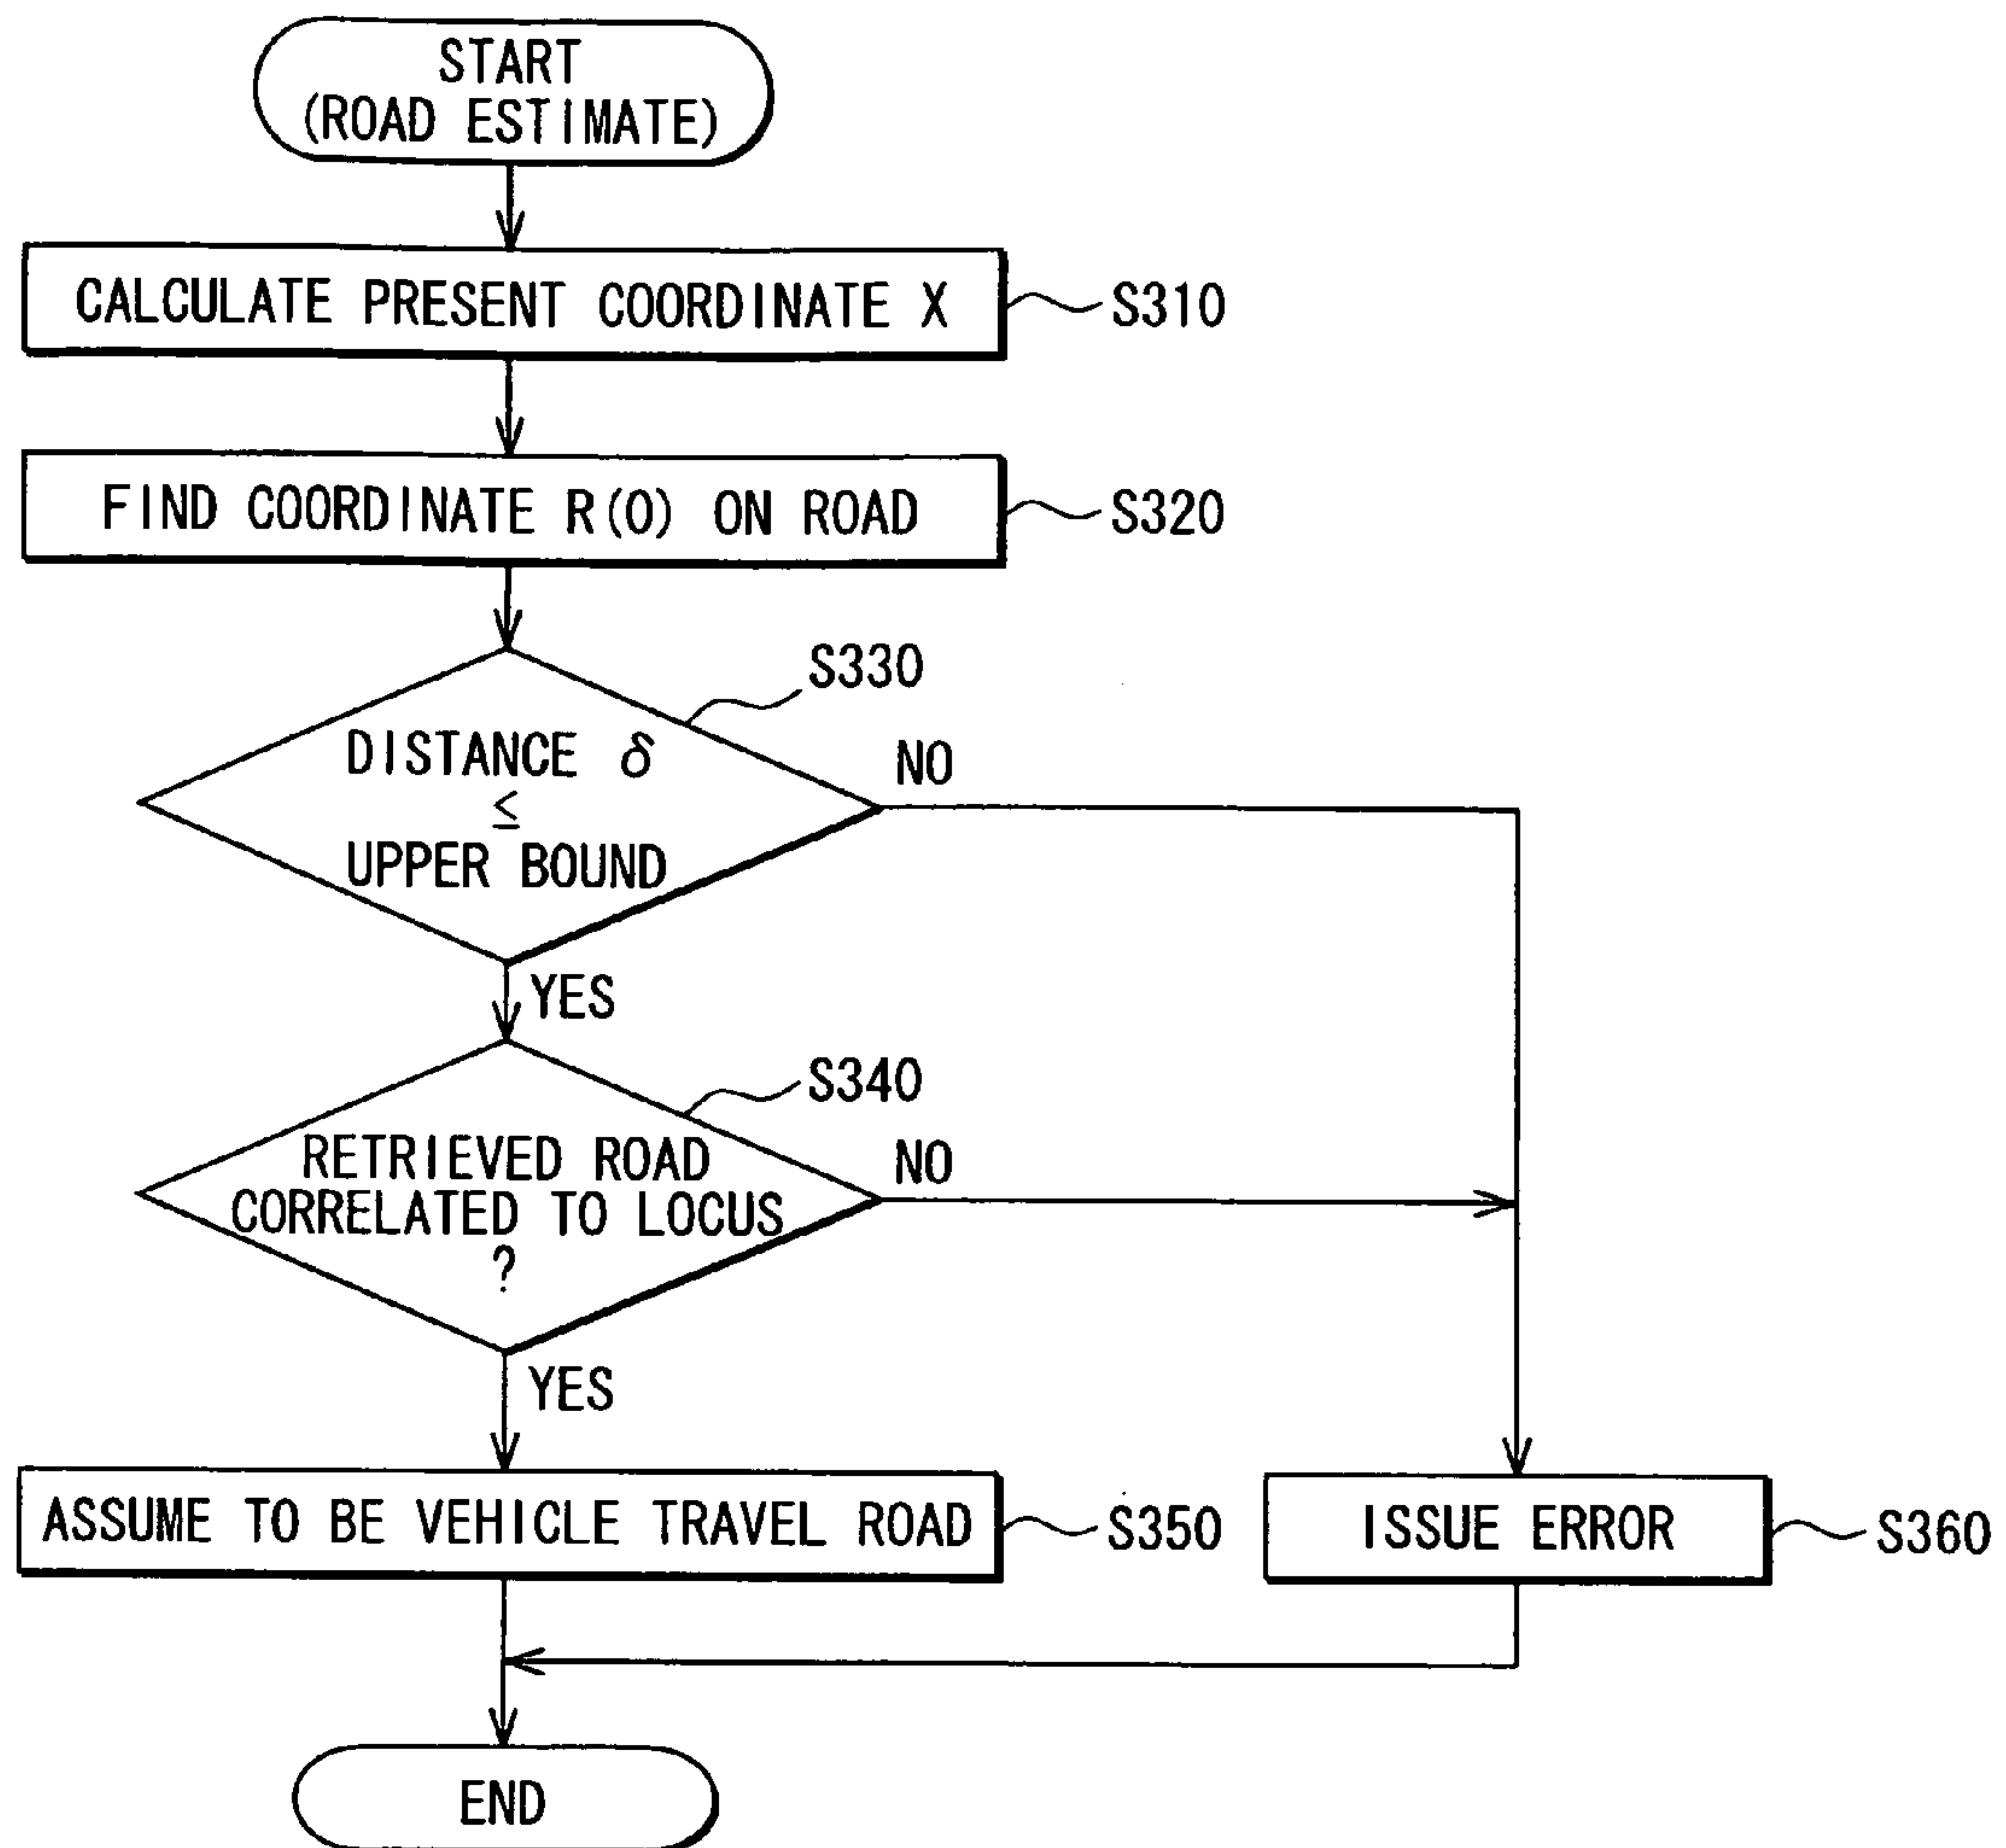 START
(ROAD ESTIMATE)
CALCULATE PRESENT COORDINATE X
S310
FIND COORDINATE R(0) ON ROAD
S320
S330
DISTANCE δ
≤
UPPER BOUND
NO
YES
S340
RETRIEVED ROAD
CORRELATED TO LOCUS
?
NO
YES
ASSUME TO BE VEHICLE TRAVEL ROAD
S350
ISSUE ERROR
S360
END